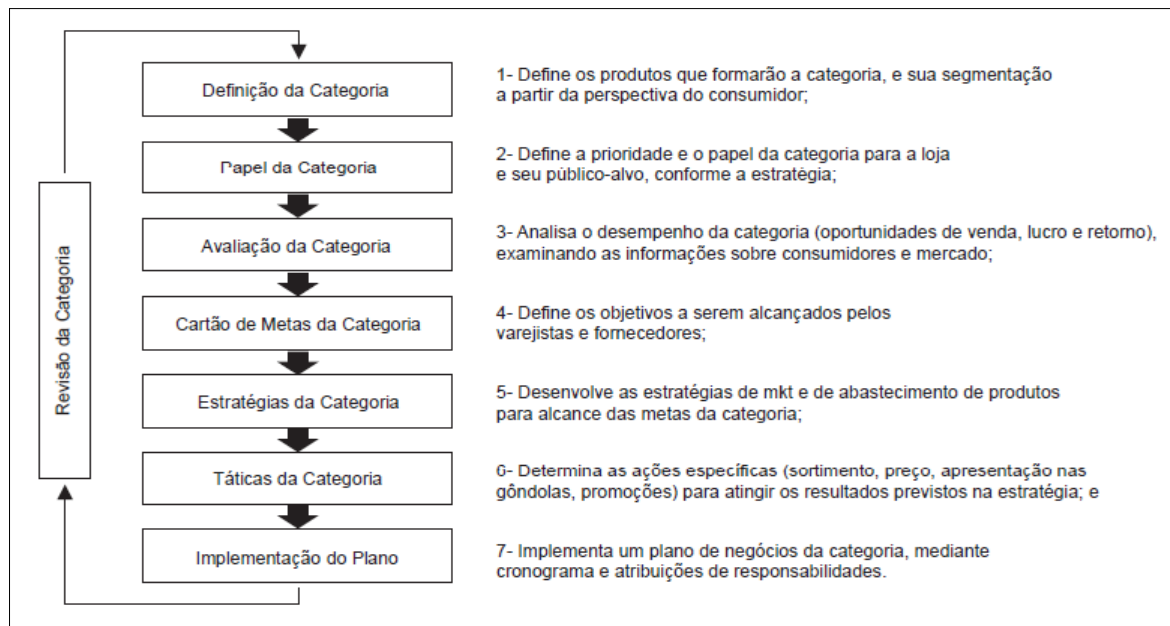 Definição da Categoria
1- Define os produtos que formarão a categoria, e sua segmentação
a partir da perspectiva do consumidor;
Papel da Categoria
2- Define a prioridade e o papel da categoria para a loja
e seu público-alvo, conforme a estratégia;
Revisão da Categoria
Avaliação da Categoria
3- Analisa o desempenho da categoria (oportunidades de venda, lucro e retorno),
examinando as informações sobre consumidores e mercado;
Cartão de Metas da Categoria
4- Define os objetivos a serem alcançados pelos
varejistas e fornecedores;
Estratégias da Categoria
5- Desenvolve as estratégias de mkt e de abastecimento de produtos
para alcance das metas da categoria;
Táticas da Categoria
6- Determina as ações específicas (sortimento, preço, apresentação nas
gôndolas, promoções) para atingir os resultados previstos na estratégia; e
Implementação do Plano
7- Implementa um plano de negócios da categoria, mediante
cronograma e atribuições de responsabilidades.